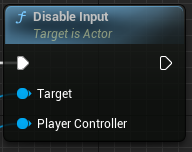 Disable Input
Target is Actor
Target
Player Controller